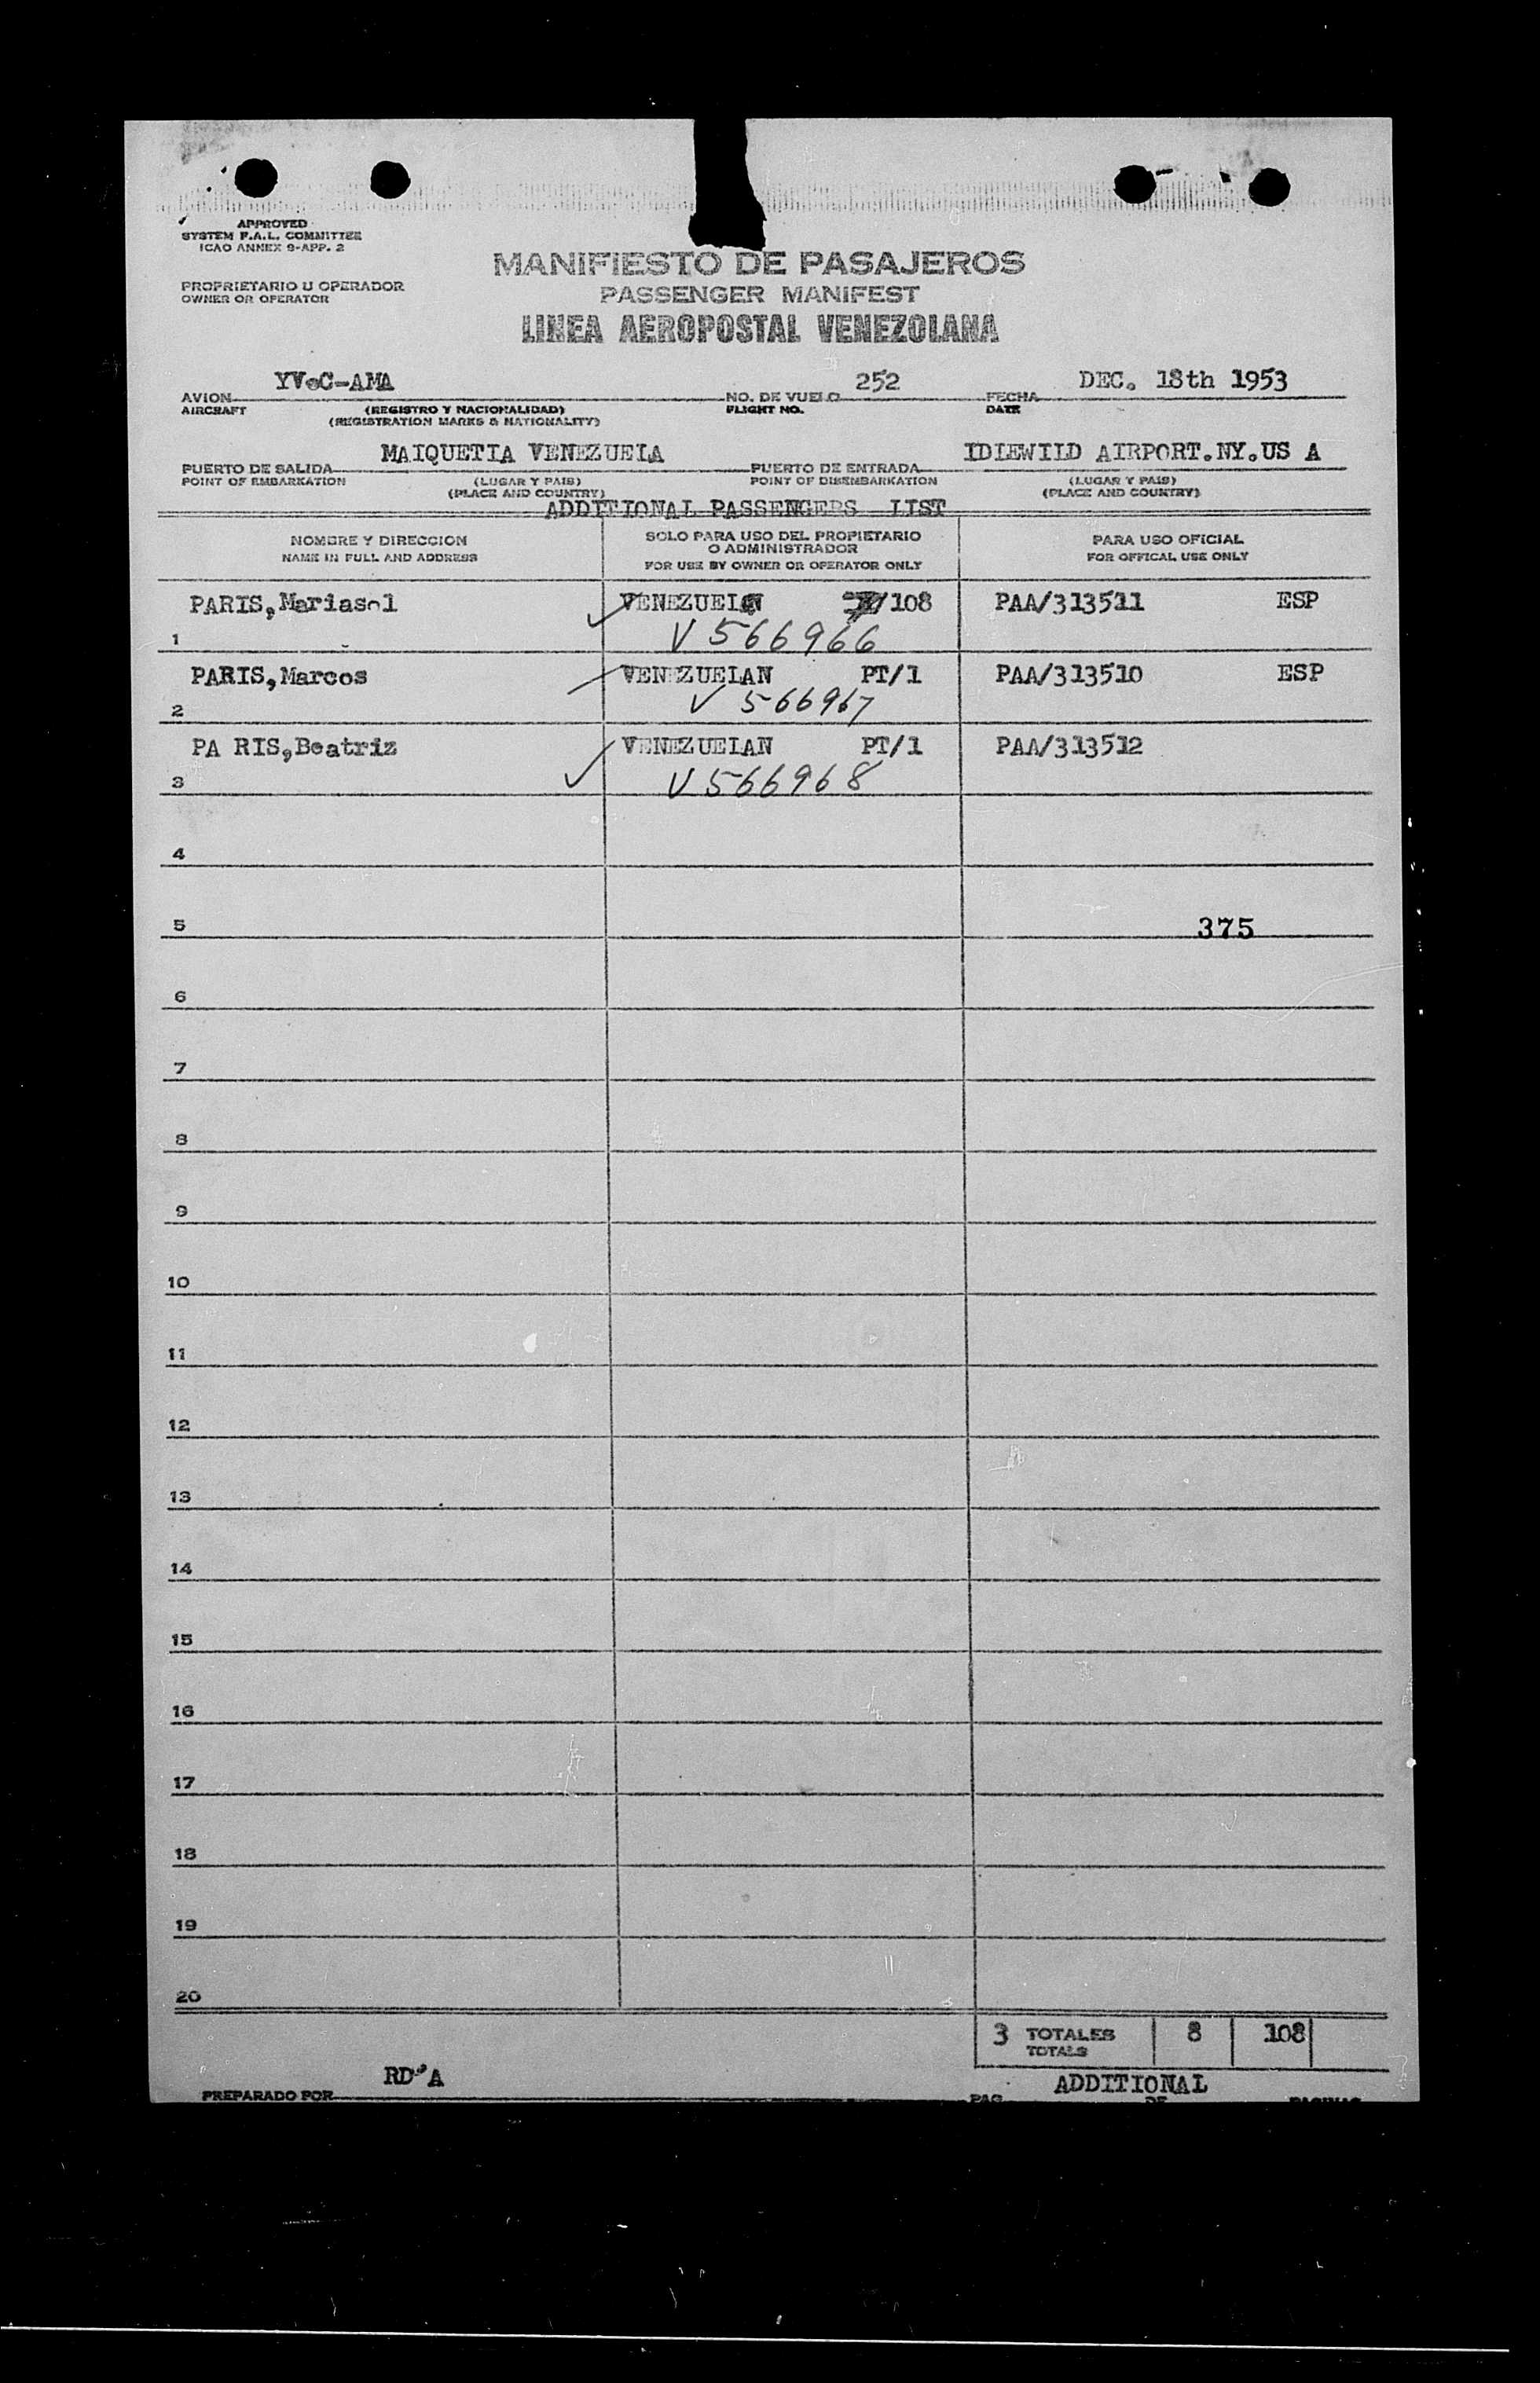 APPROVED
SYSTEM F.A.L. COMMITTEE
ICAO ANNEX 9-APP. 2
MANIFIESTO DE PASAJEROS
PROPRIETARIO U OPERADOR
OWNER OR OPERATOR
PASSENGER MANIFEST
LINEA AEROPOSTAL VENEZOLANA
AVION YV-C-AMA NO. DE VUELO 252 FECHA DEC. 18th 1953
AIRCRAFT (REGISTRO Y NACIONALIDAD) FLIGHT NO. DATE
(REGISTRATION MARKS & NATIONALITY)
PUERTO DE SALIDA MAIQUETIA VENEZUELA PUERTO DE ENTRADA IDLEWILD AIRPORT.NY.US A
POINT OF EMBARKATION (LUGAR Y PAIS) POINT OF DISEMBARKATION (LUGAR Y PAIS)
(PLACE AND COUNTRY) (PLACE AND COUNTRY)
ADDITIONAL PASSENGERS LIST
NOMBRE Y DIRECCION SOLO PARA USO DEL PROPIETARIO PARA USO OFICIAL
O ADMINISTRADOR
NAME IN FULL AND ADDRESS FOR USE BY OWNER OR OPERATOR ONLY FOR OFFICAL USE ONLY
PARIS,Mariasol /108 PAA/313511 ESP
1 V 566966
PARIS,Marcos VENEZUELAN PT/1 PAA/313510 ESP
2 V 566967
PA RIS,Beatriz VENEZUELAN PT/1 PAA/313512
3 V 566968
4
5 375
6
7
8
9
10
11
12
13
14
15
16
17
18
19
20
3 TOTALES 8 108
TOTALS
RD A ADDITIONAL
PREPARADO POR PAG. DE PAGINAS